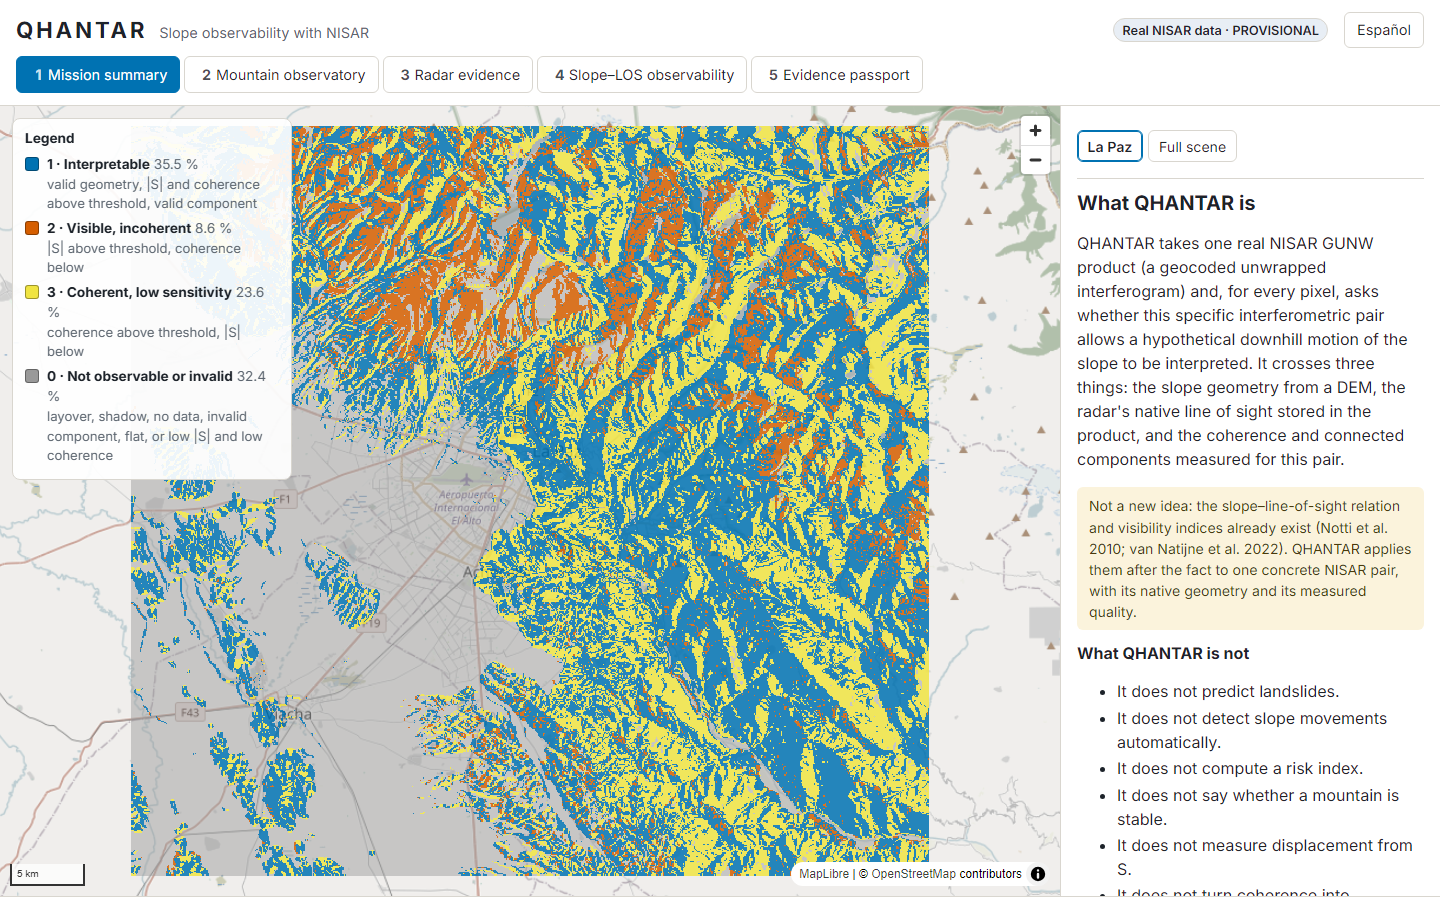 QHANTAR Slope observability with NISAR
Real NISAR data · PROVISIONAL
Español
1 Mission summary
2 Mountain observatory
3 Radar evidence
4 Slope–LOS observability
5 Evidence passport
Legend
1 · Interpretable 35.5 %
valid geometry, |S| and coherence
above threshold, valid component
2 · Visible, incoherent 8.6 %
|S| above threshold, coherence
below
3 · Coherent, low sensitivity 23.6
%
coherence above threshold, |S|
below
0 · Not observable or invalid 32.4
%
layover, shadow, no data, invalid
component, flat, or low |S| and low
coherence
F1
Aeropuerto
Internacional
El Alto
19
F43
5 km
+
−
MapLibre | © OpenStreetMap contributors
La Paz
Full scene
What QHANTAR is
QHANTAR takes one real NISAR GUNW
product (a geocoded unwrapped
interferogram) and, for every pixel, asks
whether this specific interferometric pair
allows a hypothetical downhill motion of the
slope to be interpreted. It crosses three
things: the slope geometry from a DEM, the
radar's native line of sight stored in the
product, and the coherence and connected
components measured for this pair.
Not a new idea: the slope–line-of-sight relation
and visibility indices already exist (Notti et al.
2010; van Natijne et al. 2022). QHANTAR applies
them after the fact to one concrete NISAR pair,
with its native geometry and its measured
quality.
What QHANTAR is not
• It does not predict landslides.
• It does not detect slope movements
automatically.
• It does not compute a risk index.
• It does not say whether a mountain is
stable.
• It does not measure displacement from
S.
• It does not turn coherence into